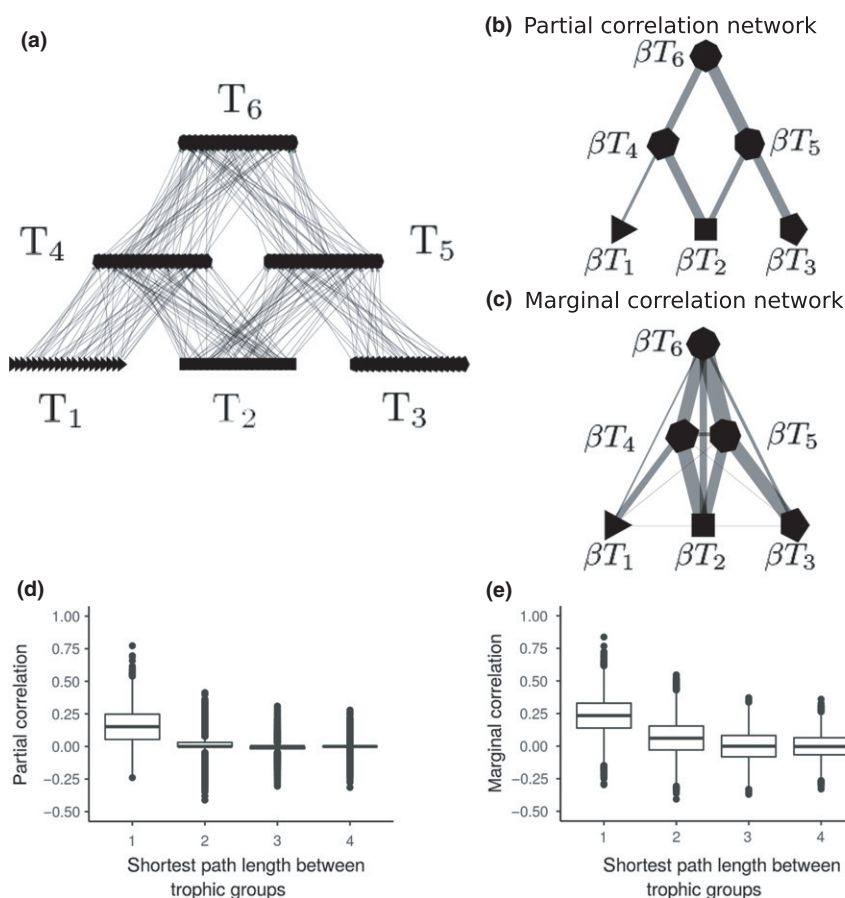 (a)
T6
T4
T5
T1
T2
T3
(b) Partial correlation network
βT6
βT4
βT5
βT1
βT2
βT3
(c) Marginal correlation network
βT6
βT4
βT5
βT1
βT2
βT3
(d)
Partial correlation
1.00
0.75
0.50
0.25
0.00
−0.25
−0.50
1 2 3 4
Shortest path length between
trophic groups
(e)
Marginal correlation
1.00
0.75
0.50
0.25
0.00
−0.25
−0.50
1 2 3 4
Shortest path length between
trophic groups